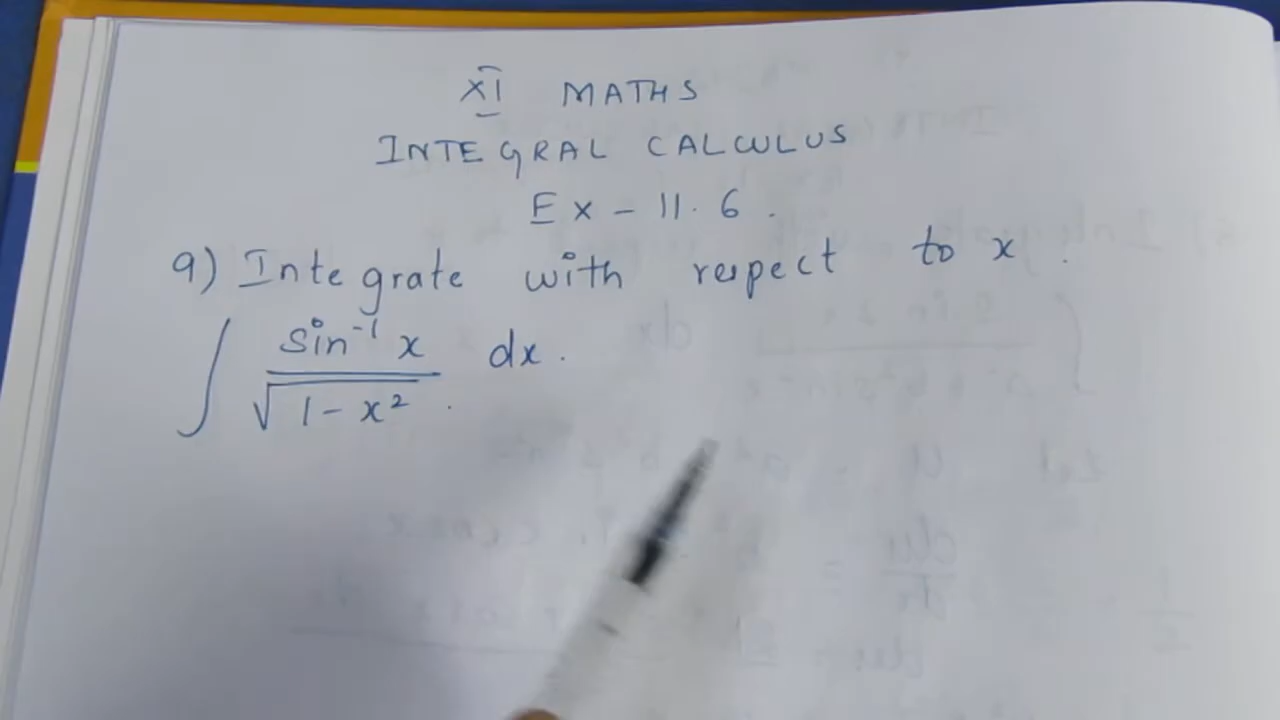 XI MATHS
INTEGRAL CALCULUS
Ex - 11.6.
9) Integrate with respect to x.
∫ sin⁻¹ x / √1-x² dx.